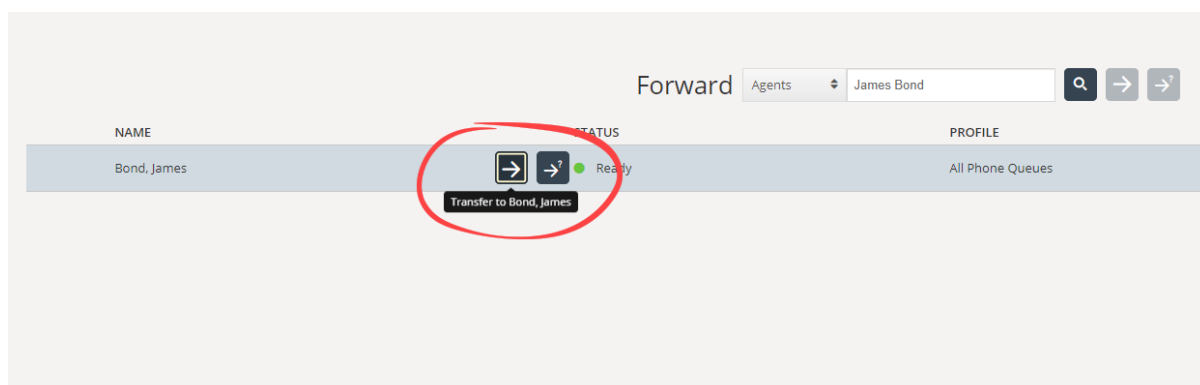 Forward Agents James Bond
NAME STATUS PROFILE
Bond, James Ready All Phone Queues
Transfer to Bond, James